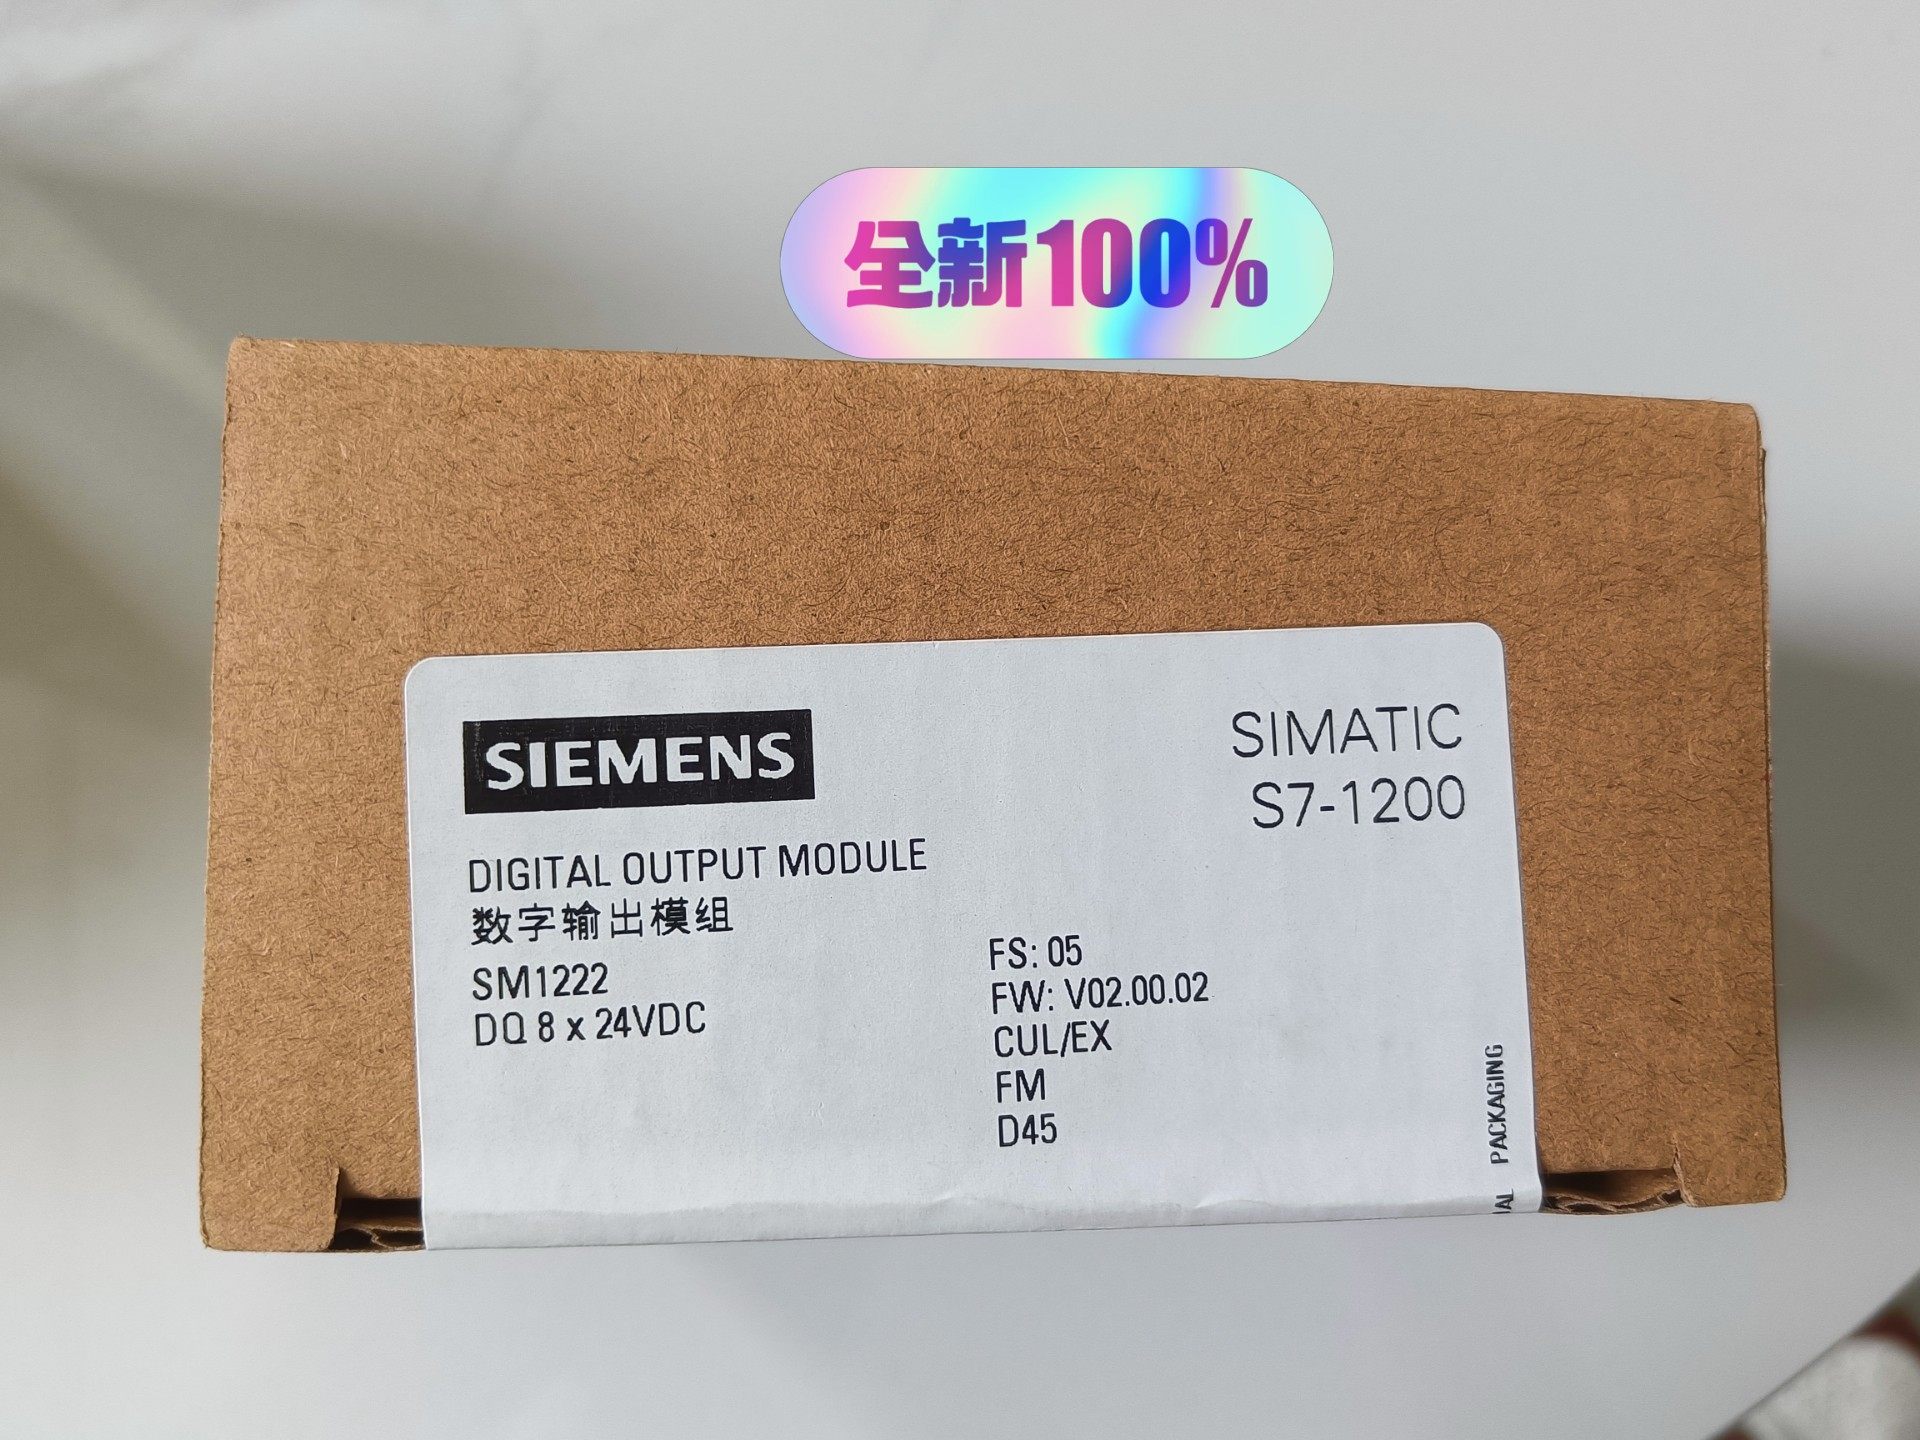 全新100%
SIEMENS
SIMATIC
S7-1200
DIGITAL OUTPUT MODULE
数字输出模组
SM1222
DQ 8 x 24VDC
FS: 05
FW: V02.00.02
CUL/EX
FM
D45
PACKAGING